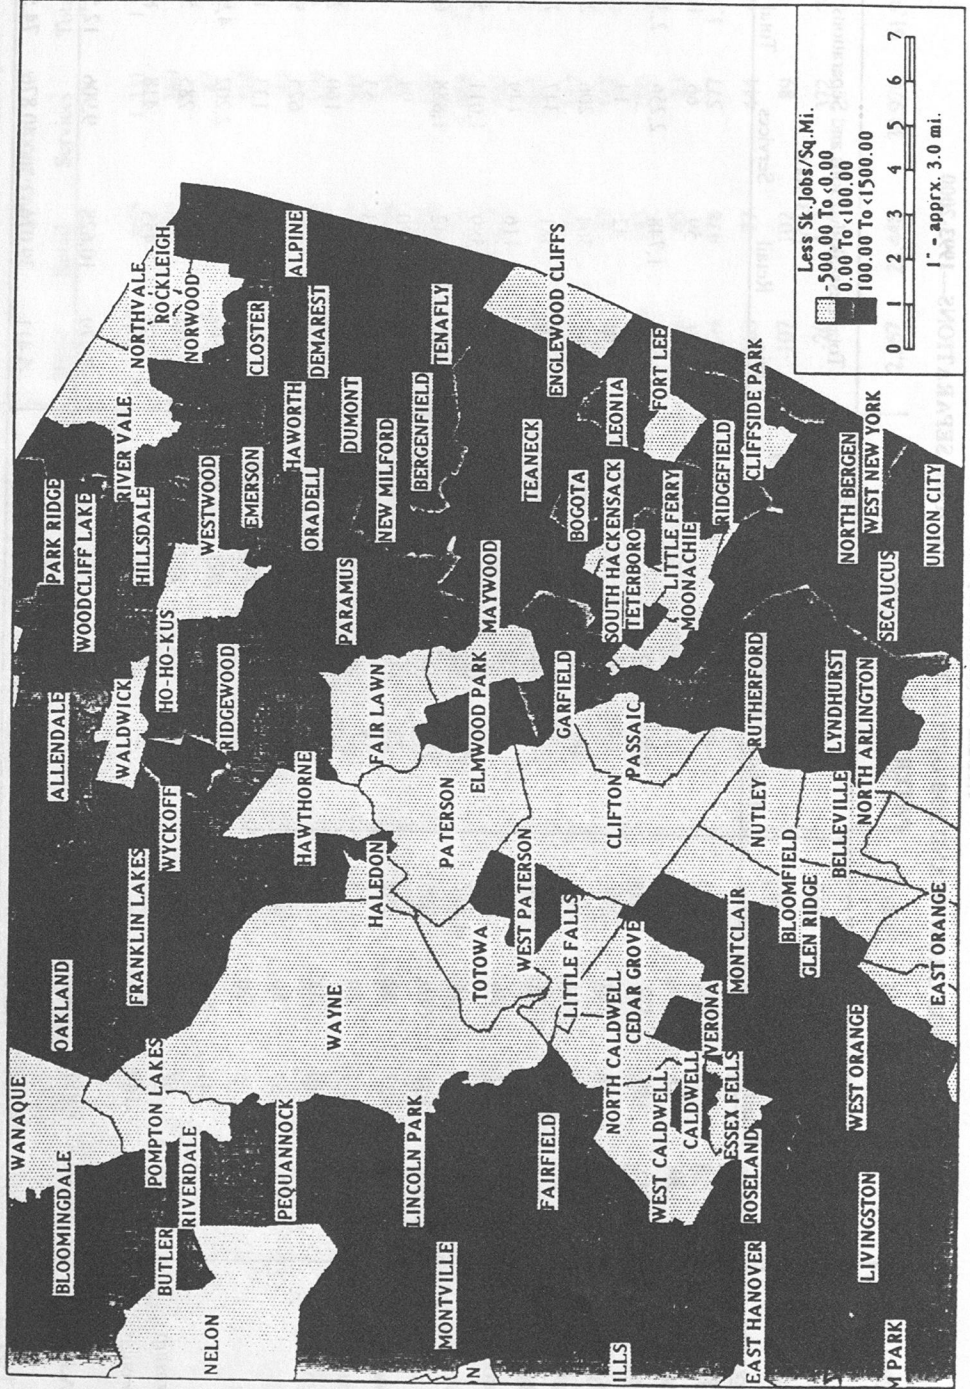 WANAQUE
BLOOMINGDALE
OAKLAND
ALLENDALE
PARK RIDGE
WOODCLIFF LAKE
RIVER VALE
NORTHVALE
ROCKLEIGH
NORWOOD
FRANKLIN LAKES
WALDWICK
HILLSDALE
POMPTON LAKES
BUTLER
RIVERDALE
WYCKOFF
HO-HO-KUS
WESTWOOD
NELON
RIDGEWOOD
EMERSON
CLOSTER
ALPINE
PEQUANNOCK
HAWTHORNE
ORADELL
HAWORTH
DEMAREST
WAYNE
PARAMUS
DUMONT
HALEDON
FAIR LAWN
NEW MILFORD
LINCOLN PARK
BERGENFIELD
TENAFLY
MONTVILLE
PATERSON
TOTOWA
ELMWOOD PARK
MAYWOOD
WEST PATERSON
TEANECK
ENGLEWOOD CLIFFS
FAIRFIELD
LITTLE FALLS
GARFIELD
BOGOTA
NORTH CALDWELL
CEDAR GROVE
CLIFTON
PASSAIC
SOUTH HACKENSACK
TETERBORO
LEONIA
ILLS
WEST CALDWELL
CALDWELL
LITTLE FERRY
MOONACHIE
FORT LEE
VERONA
ESSEX FELLS
ROSELAND
MONTCLAIR
RIDGEFIELD
CLIFFSIDE PARK
EAST HANOVER
NUTLEY
RUTHERFORD
BLOOMFIELD
GLEN RIDGE
BELLEVILLE
LYNDHURST
NORTH ARLINGTON
NORTH BERGEN
WEST NEW YORK
LIVINGSTON
WEST ORANGE
SECAUCUS
M PARK
EAST ORANGE
UNION CITY
ON
Less Sk.Jobs/Sq.Mi.
-500.00 To <0.00
0.00 To <100.00
100.00 To <1500.00
0 1 2 3 4 5 6 7
1" - apprx. 3.0 mi.